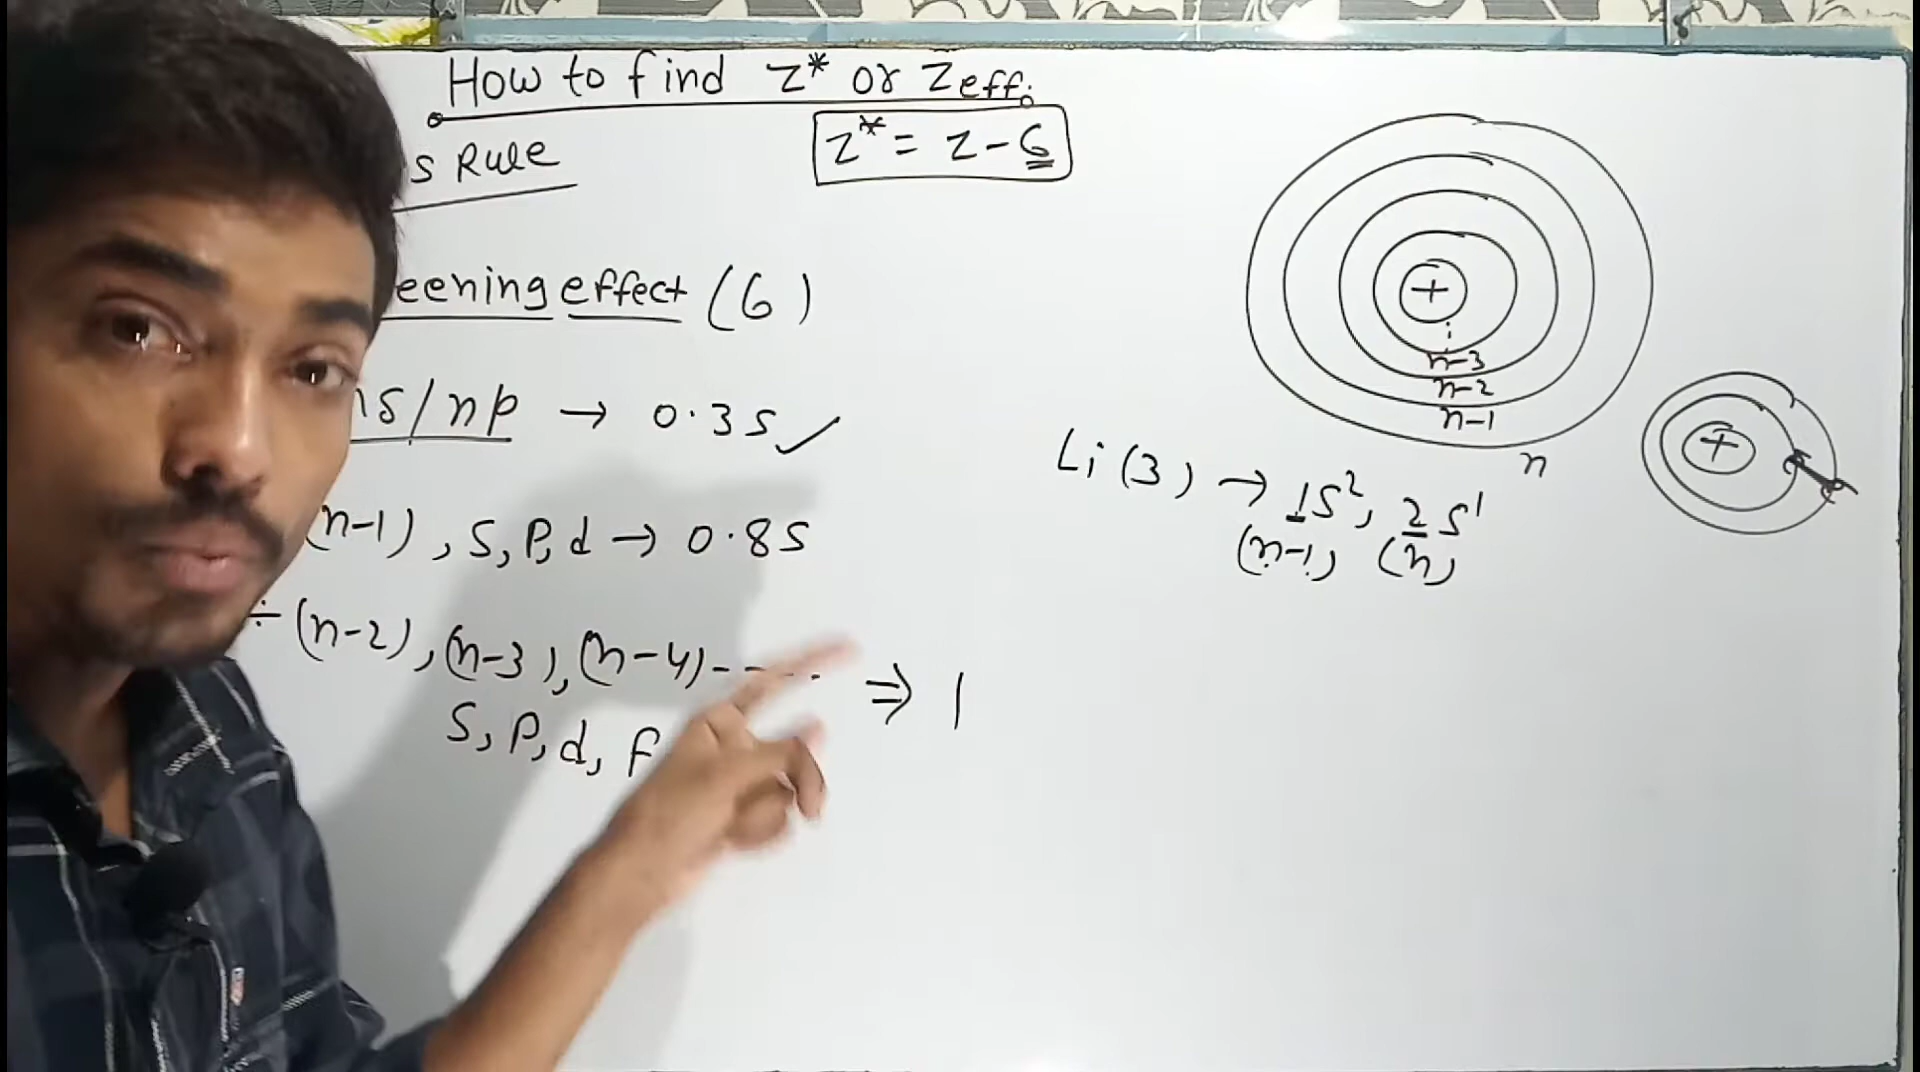 How to find Z* or Zeff.
s Rule
Z* = Z - σ
eening effect (σ)
ns/np → 0.35 ✓
(n-1), s, p, d → 0.85
(n-2), (n-3), (n-4) - - - - ⇒ 1
s, p, d, f
+
n-3
n-2
n-1
n
Li (3) → 1s², 2s¹
(n-1) (n)
+